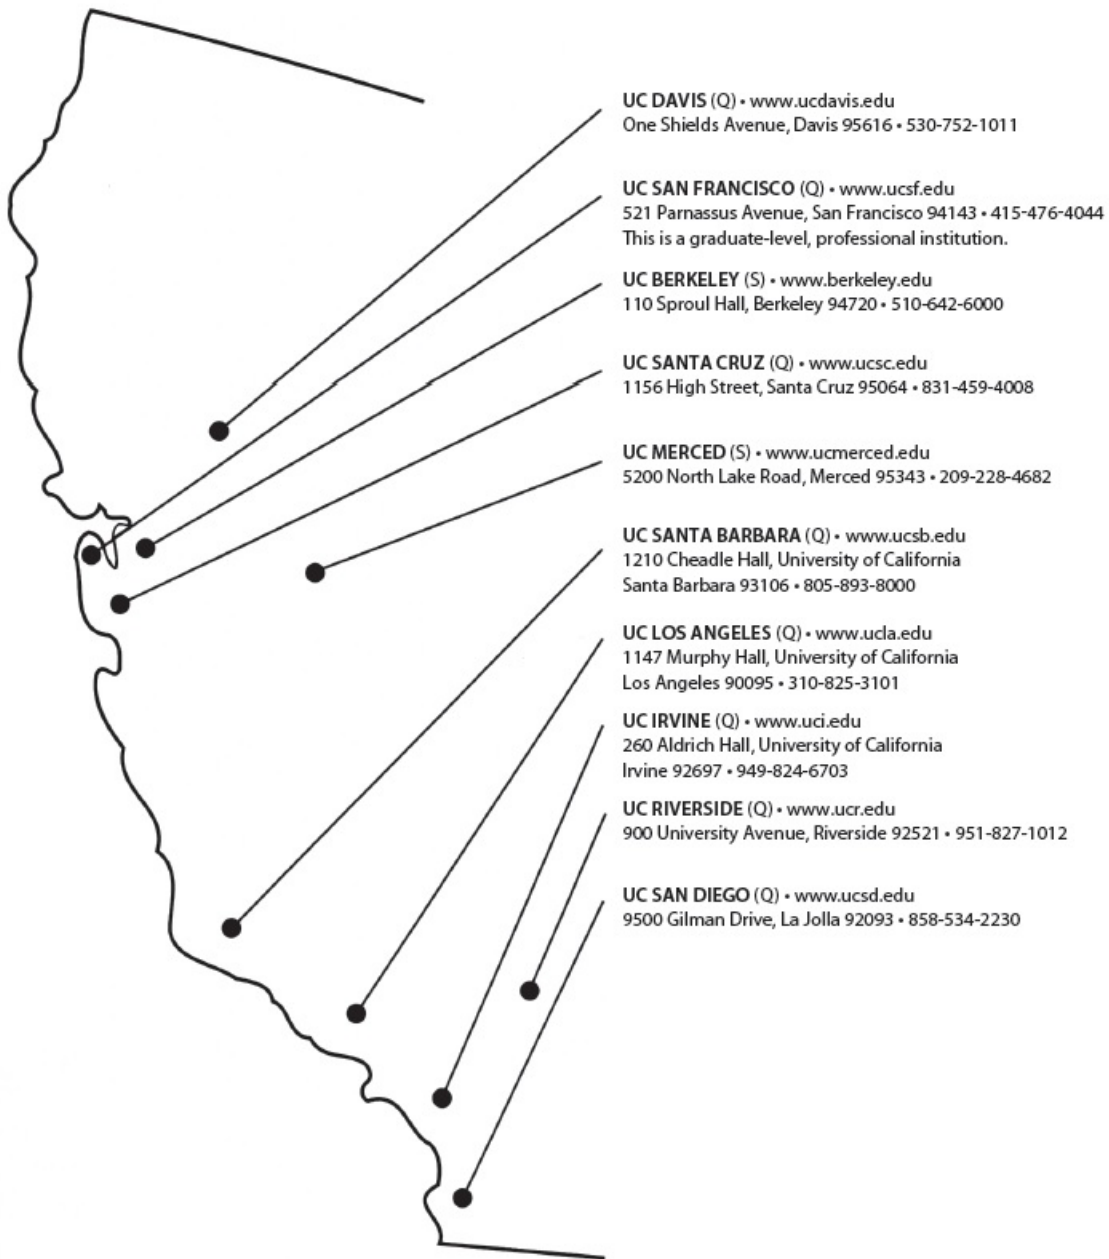 UC DAVIS (Q) • www.ucdavis.edu
One Shields Avenue, Davis 95616 • 530-752-1011
UC SAN FRANCISCO (Q) • www.ucsf.edu
521 Parnassus Avenue, San Francisco 94143 • 415-476-4044
This is a graduate-level, professional institution.
UC BERKELEY (S) • www.berkeley.edu
110 Sproul Hall, Berkeley 94720 • 510-642-6000
UC SANTA CRUZ (Q) • www.ucsc.edu
1156 High Street, Santa Cruz 95064 • 831-459-4008
UC MERCED (S) • www.ucmerced.edu
5200 North Lake Road, Merced 95343 • 209-228-4682
UC SANTA BARBARA (Q) • www.ucsb.edu
1210 Cheadle Hall, University of California
Santa Barbara 93106 • 805-893-8000
UC LOS ANGELES (Q) • www.ucla.edu
1147 Murphy Hall, University of California
Los Angeles 90095 • 310-825-3101
UC IRVINE (Q) • www.uci.edu
260 Aldrich Hall, University of California
Irvine 92697 • 949-824-6703
UC RIVERSIDE (Q) • www.ucr.edu
900 University Avenue, Riverside 92521 • 951-827-1012
UC SAN DIEGO (Q) • www.ucsd.edu
9500 Gilman Drive, La Jolla 92093 • 858-534-2230